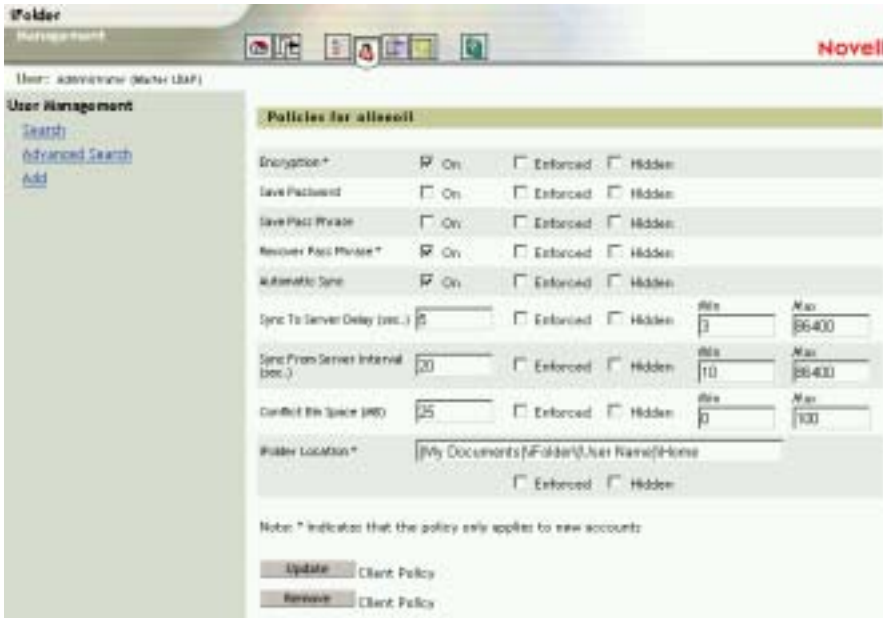 iFolder
Management
Novell
User: Administrator (Master LDAP)
User Management
Search
Advanced Search
Add
Policies for
Encryption * On Enforced Hidden
Save Password On Enforced Hidden
Save Pass Phrase On Enforced Hidden
Recover Pass Phrase * On Enforced Hidden
Automatic Sync On Enforced Hidden
Min Max
Sync To Server Delay (sec.) 5 Enforced Hidden 3 86400
Min Max
Sync From Server Interval (sec.) 20 Enforced Hidden 10 86400
Min Max
Conflict Bin Space (MB) 25 Enforced Hidden 0 100
iFolder Location * |My Documents|\iFolder\|User Name|\Home
Enforced Hidden
Note: * indicates that the policy only applies to new accounts
Update Client Policy
Remove Client Policy